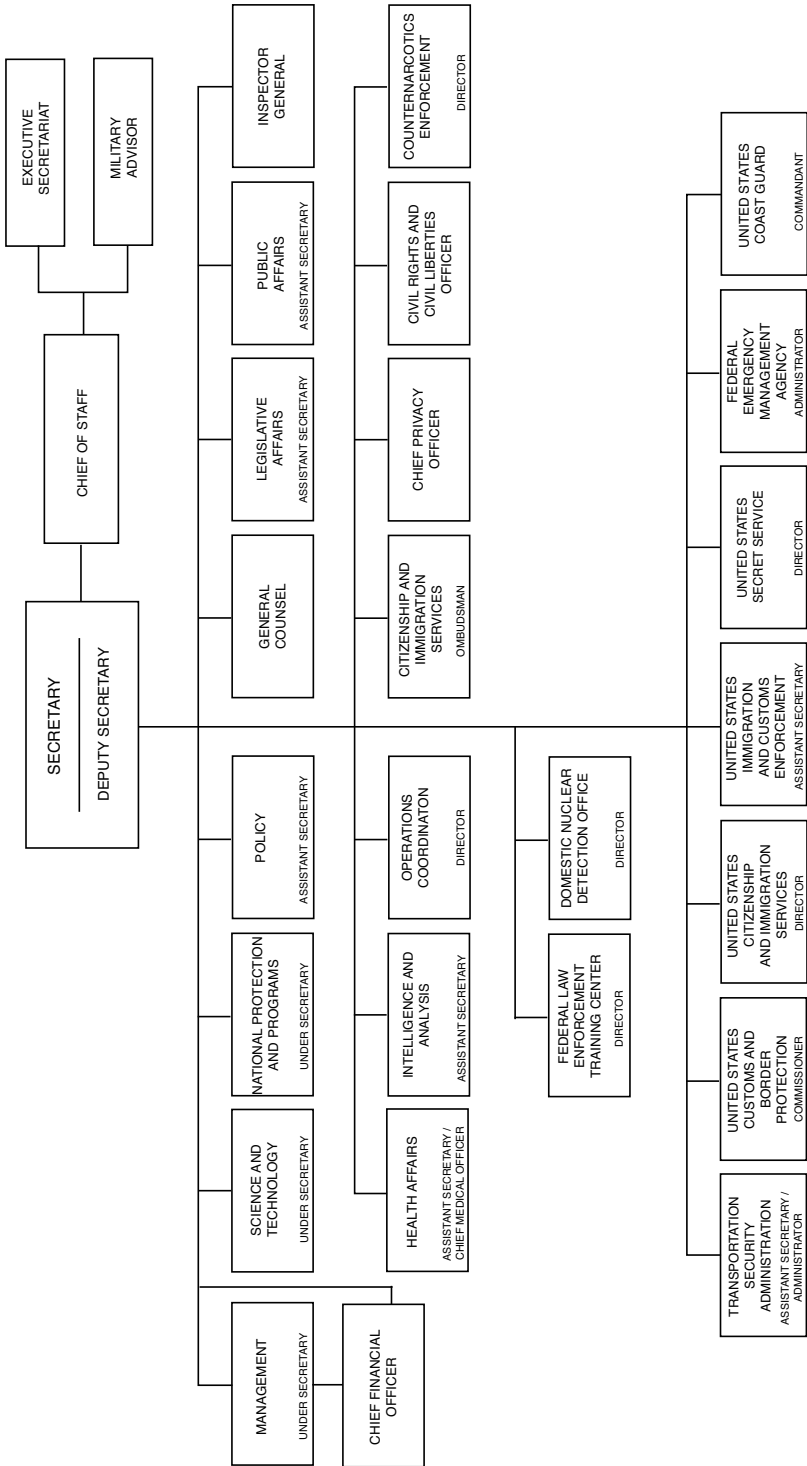 EXECUTIVE
SECRETARIAT
MILITARY
ADVISOR
CHIEF OF STAFF
SECRETARY
DEPUTY SECRETARY
MANAGEMENT
UNDER SECRETARY
CHIEF FINANCIAL
OFFICER
SCIENCE AND
TECHNOLOGY
UNDER SECRETARY
NATIONAL PROTECTION
AND PROGRAMS
UNDER SECRETARY
POLICY
ASSISTANT SECRETARY
GENERAL
COUNSEL
LEGISLATIVE
AFFAIRS
ASSISTANT SECRETARY
PUBLIC
AFFAIRS
ASSISTANT SECRETARY
INSPECTOR
GENERAL
HEALTH AFFAIRS
ASSISTANT SECRETARY /
CHIEF MEDICAL OFFICER
INTELLIGENCE AND
ANALYSIS
ASSISTANT SECRETARY
OPERATIONS
COORDINATON
DIRECTOR
CITIZENSHIP AND
IMMIGRATION
SERVICES
OMBUDSMAN
CHIEF PRIVACY
OFFICER
CIVIL RIGHTS AND
CIVIL LIBERTIES
OFFICER
COUNTERNARCOTICS
ENFORCEMENT
DIRECTOR
FEDERAL LAW
ENFORCEMENT
TRAINING CENTER
DIRECTOR
DOMESTIC NUCLEAR
DETECTION OFFICE
DIRECTOR
TRANSPORTATION
SECURITY
ADMINISTRATION
ASSISTANT SECRETARY /
ADMINISTRATOR
UNITED STATES
CUSTOMS AND
BORDER
PROTECTION
COMMISSIONER
UNITED STATES
CITIZENSHIP
AND IMMIGRATION
SERVICES
DIRECTOR
UNITED STATES
IMMIGRATION
AND CUSTOMS
ENFORCEMENT
ASSISTANT SECRETARY
UNITED STATES
SECRET SERVICE
DIRECTOR
FEDERAL
EMERGENCY
MANAGEMENT
AGENCY
ADMINISTRATOR
UNITED STATES
COAST GUARD
COMMANDANT